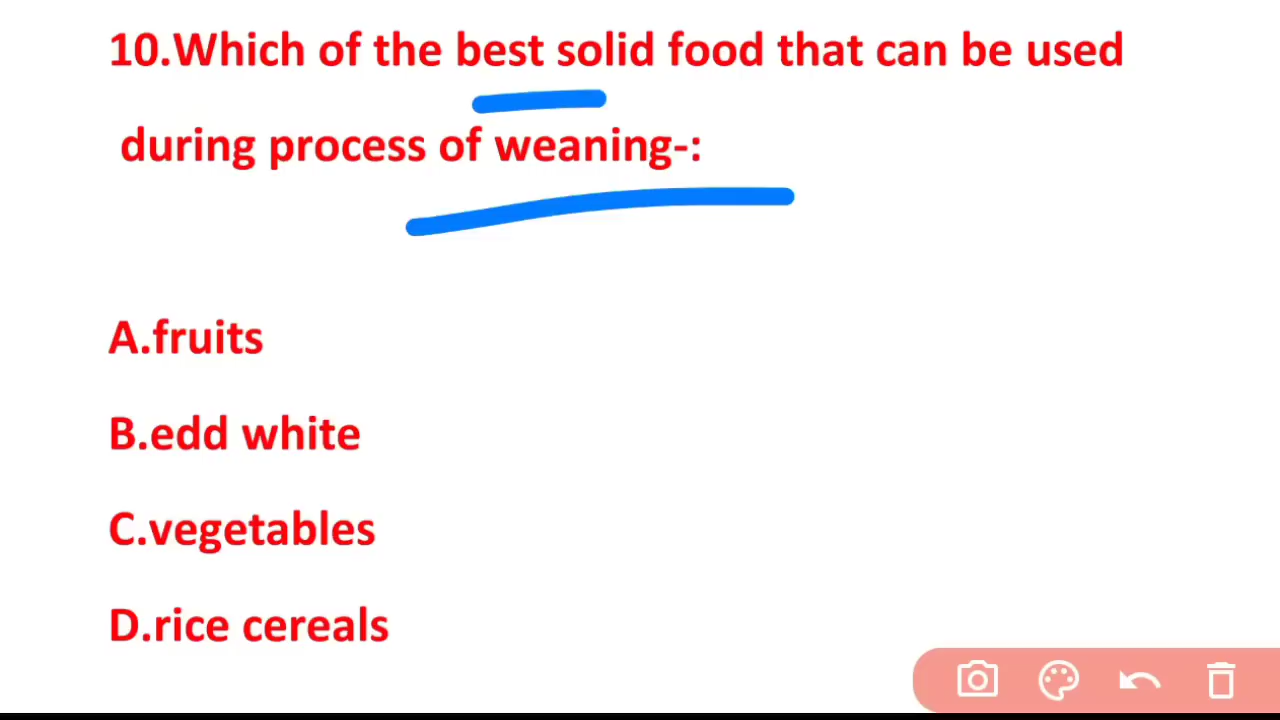 10.Which of the best solid food that can be used
during process of weaning-:
A.fruits
B.edd white
C.vegetables
D.rice cereals